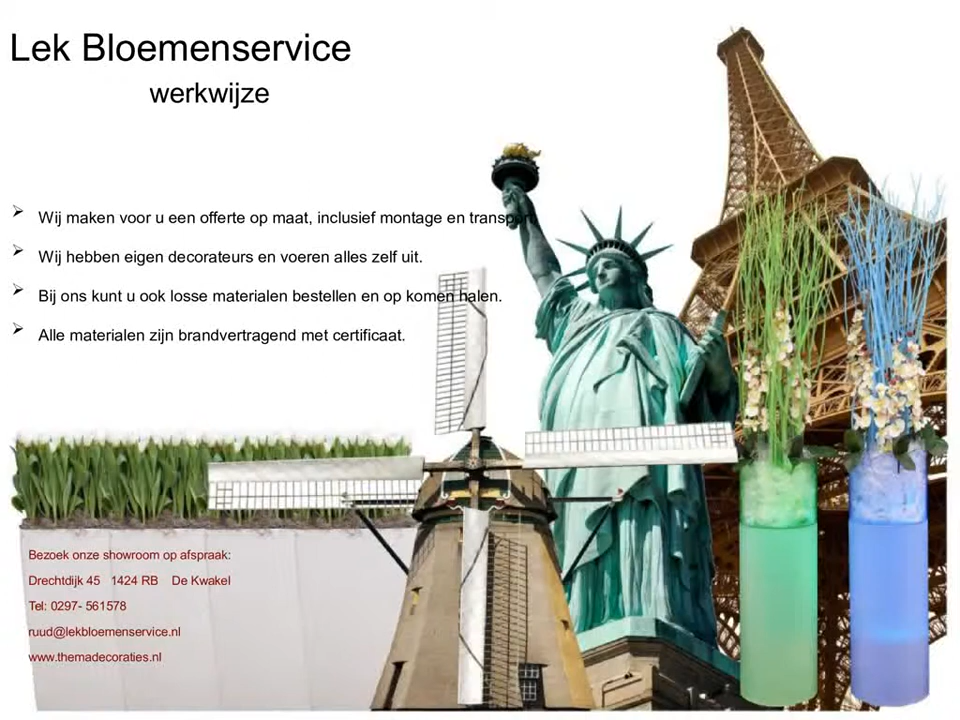 Lek Bloemenservice
werkwijze
Wij maken voor u een offerte op maat, inclusief montage en transport.
Wij hebben eigen decorateurs en voeren alles zelf uit.
Bij ons kunt u ook losse materialen bestellen en op komen halen.
Alle materialen zijn brandvertragend met certificaat.
Bezoek onze showroom op afspraak:
Drechtdijk 45 1424 RB De Kwakel
Tel: 0297- 561578
ruud@lekbloemenservice.nl
www.themadecoraties.nl